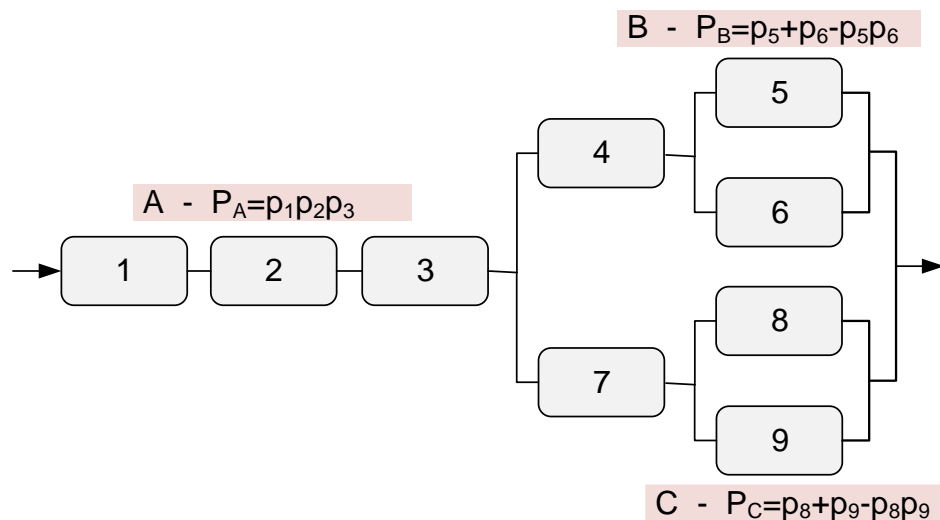 B - P_B=p_5+p_6-p_5p_6
5
4
6
A - P_A=p_1p_2p_3
1 2 3
8
7
9
C - P_C=p_8+p_9-p_8p_9